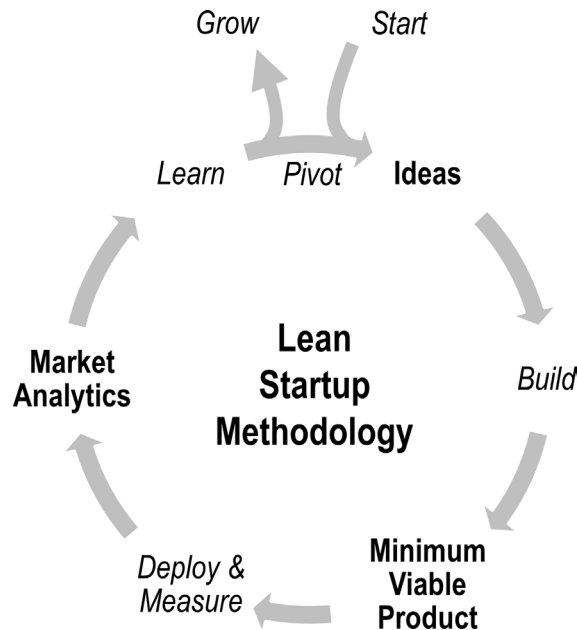 Grow
Start
Learn
Pivot
Ideas
Lean
Startup
Methodology
Market
Analytics
Build
Deploy &
Measure
Minimum
Viable
Product